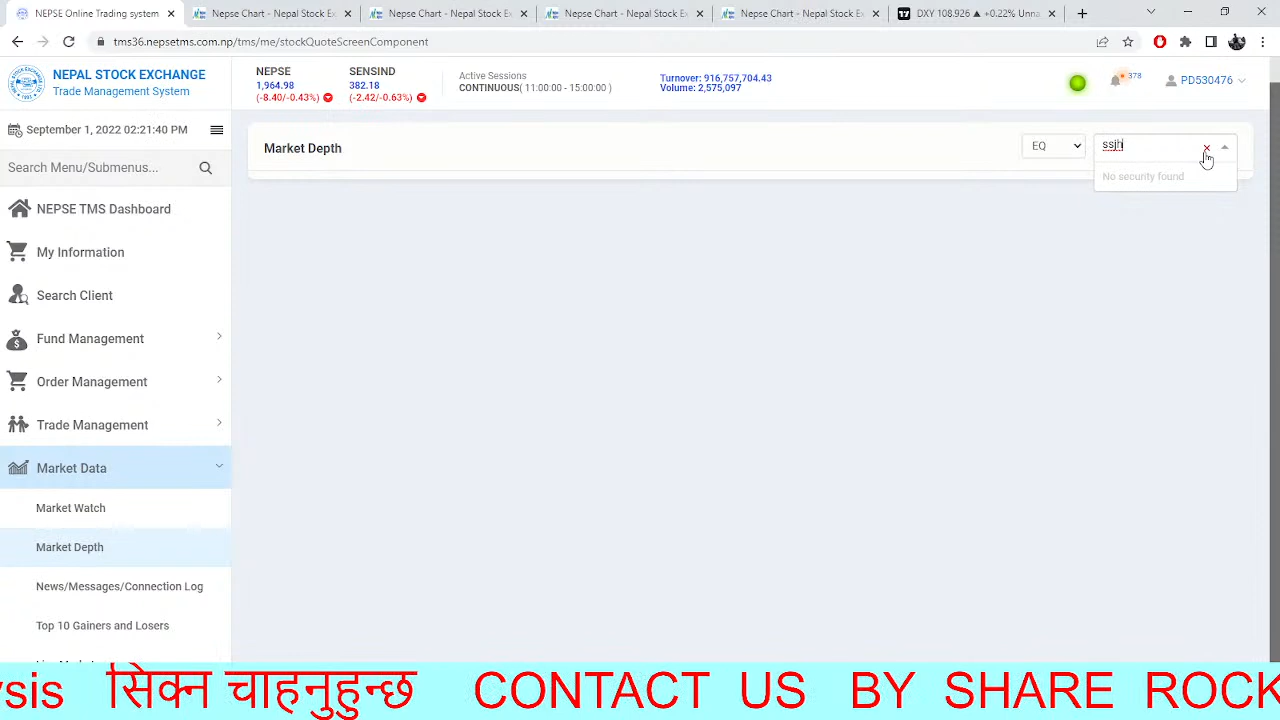 NEPSE Online Trading system
Nepse Chart - Nepal Stock Ex
Nepse Chart - Nepal Stock Ex
Nepse Chart - Nepal Stock Ex
Nepse Chart - Nepal Stock Ex
DXY 108.926 ▲ +0.22% Unna
tms36.nepsetms.com.np/tms/me/stockQuoteScreenComponent
NEPAL STOCK EXCHANGE
Trade Management System
NEPSE
1,964.98
(-8.40/-0.43%)
SENSIND
382.18
(-2.42/-0.63%)
Active Sessions
CONTINUOUS( 11:00:00 - 15:00:00 )
Turnover: 916,757,704.43
Volume: 2,575,097
378
PD530476
September 1, 2022 02:21:40 PM
Search Menu/Submenus...
Market Depth
EQ
ssjh
No security found
NEPSE TMS Dashboard
My Information
Search Client
Fund Management
Order Management
Trade Management
Market Data
Market Watch
Market Depth
News/Messages/Connection Log
Top 10 Gainers and Losers
ysis सिक्न चाहनुहुन्छ CONTACT US BY SHARE ROCK